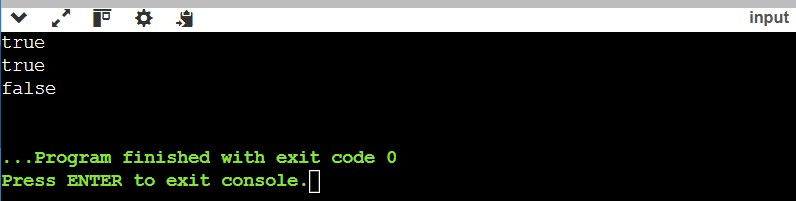 input
true
true
false
...Program finished with exit code 0
Press ENTER to exit console.